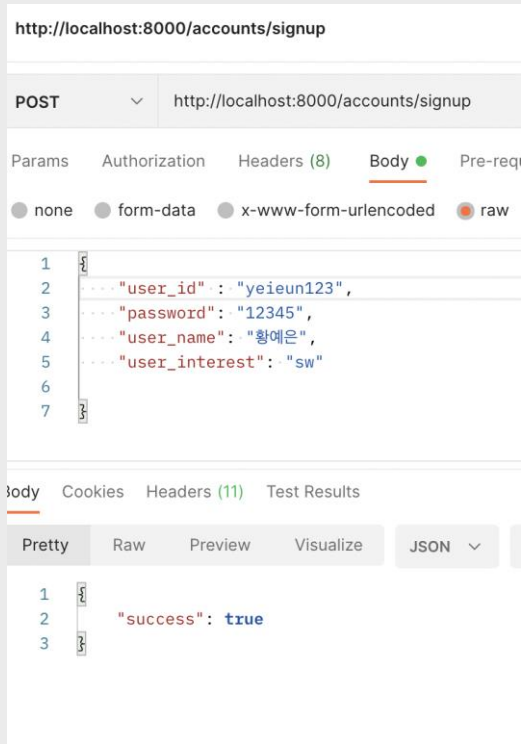 http://localhost:8000/accounts/signup
POST http://localhost:8000/accounts/signup
Params Authorization Headers (8) Body Pre-requ
none form-data x-www-form-urlencoded raw
1 {
2 "user_id" : "yeieun123",
3 "password": "12345",
4 "user_name": "황예은",
5 "user_interest": "sw"
6
7 }
Body Cookies Headers (11) Test Results
Pretty Raw Preview Visualize JSON
1 {
2 "success": true
3 }